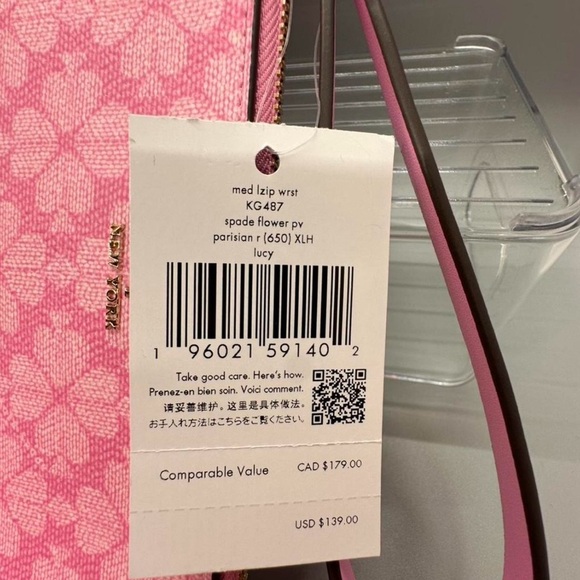 NEW YORK
med lzip wrst
KG487
spade flower pv
parisian r (650) XLH
lucy
1 96021 59140 2
Take good care. Here's how.
Prenez-en bien soin. Voici comment.
请妥善维护。这里是具体做法。
お手入れ方法はこちらをご覧ください。
Comparable Value CAD $179.00
USD $139.00